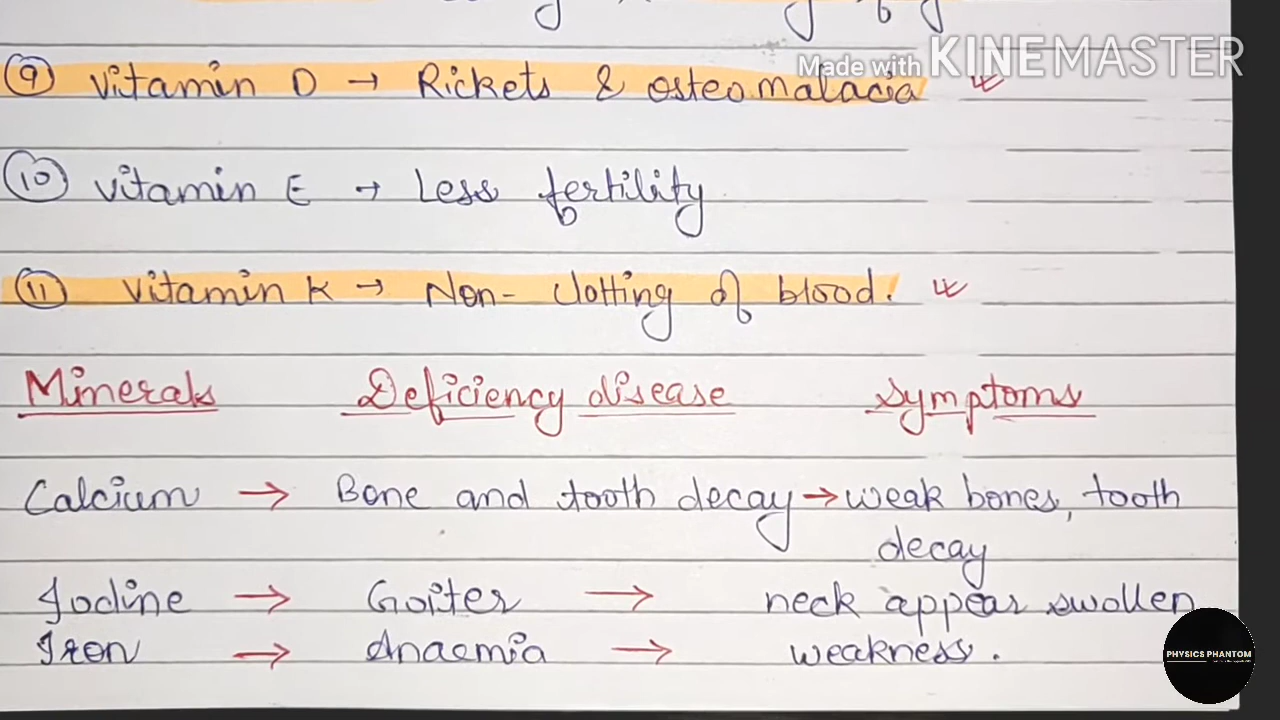 Made with KINEMASTER
⑨ Vitamin D → Rickets & osteomalacia
⑩ Vitamin E → Less fertility
⑪ Vitamin K → Non- Clotting of blood.
Minerals Deficiency disease Symptoms
Calcium → Bone and tooth decay → weak bones, tooth
decay
Iodine → Goiter → neck appear swollen
Iron → Anaemia → weakness.
PHYSICS PHANTOM